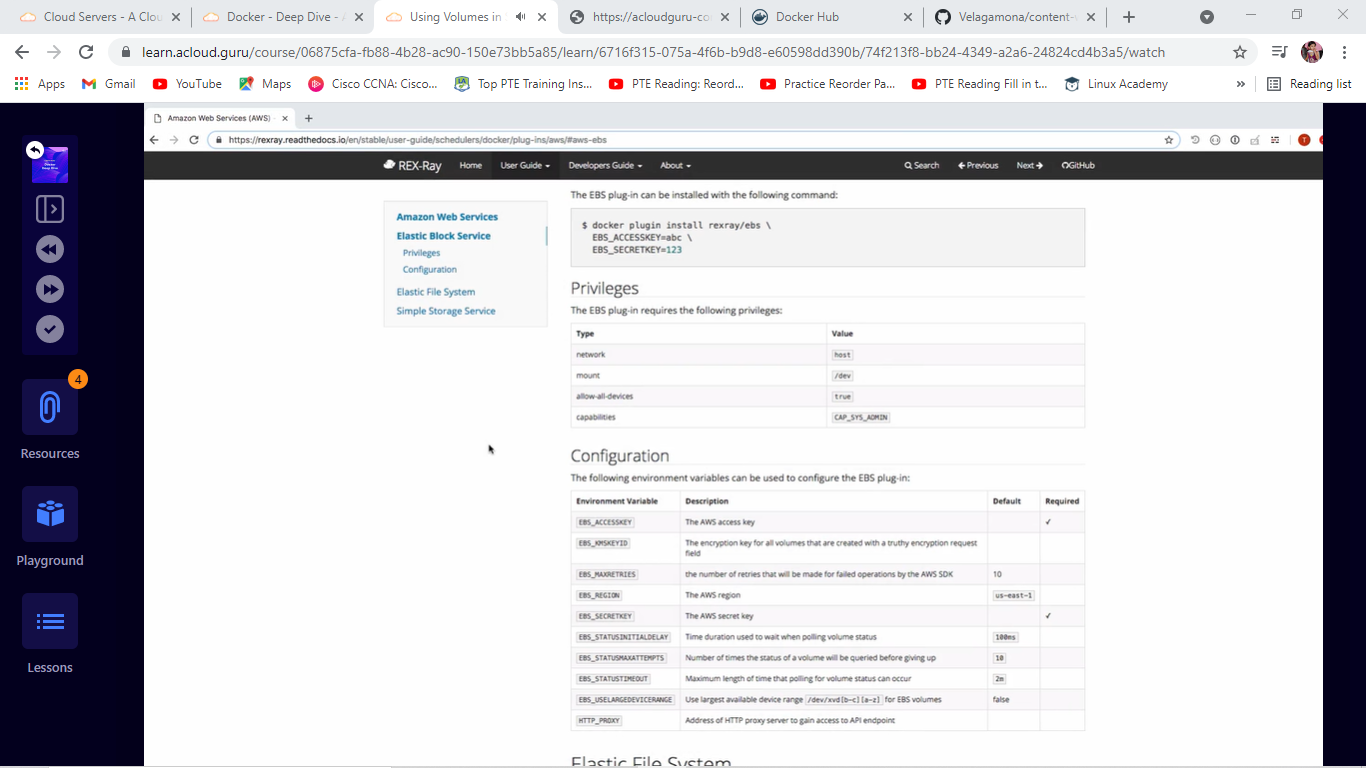 Cloud Servers - A Clou
Docker - Deep Dive - A
Using Volumes in
https://acloudguru-co
Docker Hub
Velagamona/content-
learn.acloud.guru/course/06875cfa-fb88-4b28-ac90-150e73bb5a85/learn/6716f315-075a-4f6b-b9d8-e60598dd390b/74f213f8-bb24-4349-a2a6-24824cd4b3a5/watch
Apps
Gmail
YouTube
Maps
Cisco CCNA: Cisco...
Top PTE Training Ins...
PTE Reading: Reord...
Practice Reorder Pa...
PTE Reading Fill in t...
Linux Academy
»
Reading list
Docker
Deep Dive
4
Resources
Playground
Lessons
Amazon Web Services (AWS) -
https://rexray.readthedocs.io/en/stable/user-guide/schedulers/docker/plug-ins/aws/#aws-ebs
T
REX-Ray
Home
User Guide
Developers Guide
About
Search
Previous
Next
GitHub
Amazon Web Services
Elastic Block Service
Privileges
Configuration
Elastic File System
Simple Storage Service
The EBS plug-in can be installed with the following command:
$ docker plugin install rexray/ebs \
EBS_ACCESSKEY=abc \
EBS_SECRETKEY=123
Privileges
The EBS plug-in requires the following privileges:
Type Value
network host
mount /dev
allow-all-devices true
capabilities CAP_SYS_ADMIN
Configuration
The following environment variables can be used to configure the EBS plug-in:
Environment Variable Description Default Required
EBS_ACCESSKEY The AWS access key ✓
EBS_KMSKEYID The encryption key for all volumes that are created with a truthy encryption request
field
EBS_MAXRETRIES the number of retries that will be made for failed operations by the AWS SDK 10
EBS_REGION The AWS region us-east-1
EBS_SECRETKEY The AWS secret key ✓
EBS_STATUSINITIALDELAY Time duration used to wait when polling volume status 100ms
EBS_STATUSMAXATTEMPTS Number of times the status of a volume will be queried before giving up 10
EBS_STATUSTIMEOUT Maximum length of time that polling for volume status can occur 2m
EBS_USELARGEDEVICERANGE Use largest available device range /dev/xvd[b-c][a-z] for EBS volumes false
HTTP_PROXY Address of HTTP proxy server to gain access to API endpoint
Elastic File System